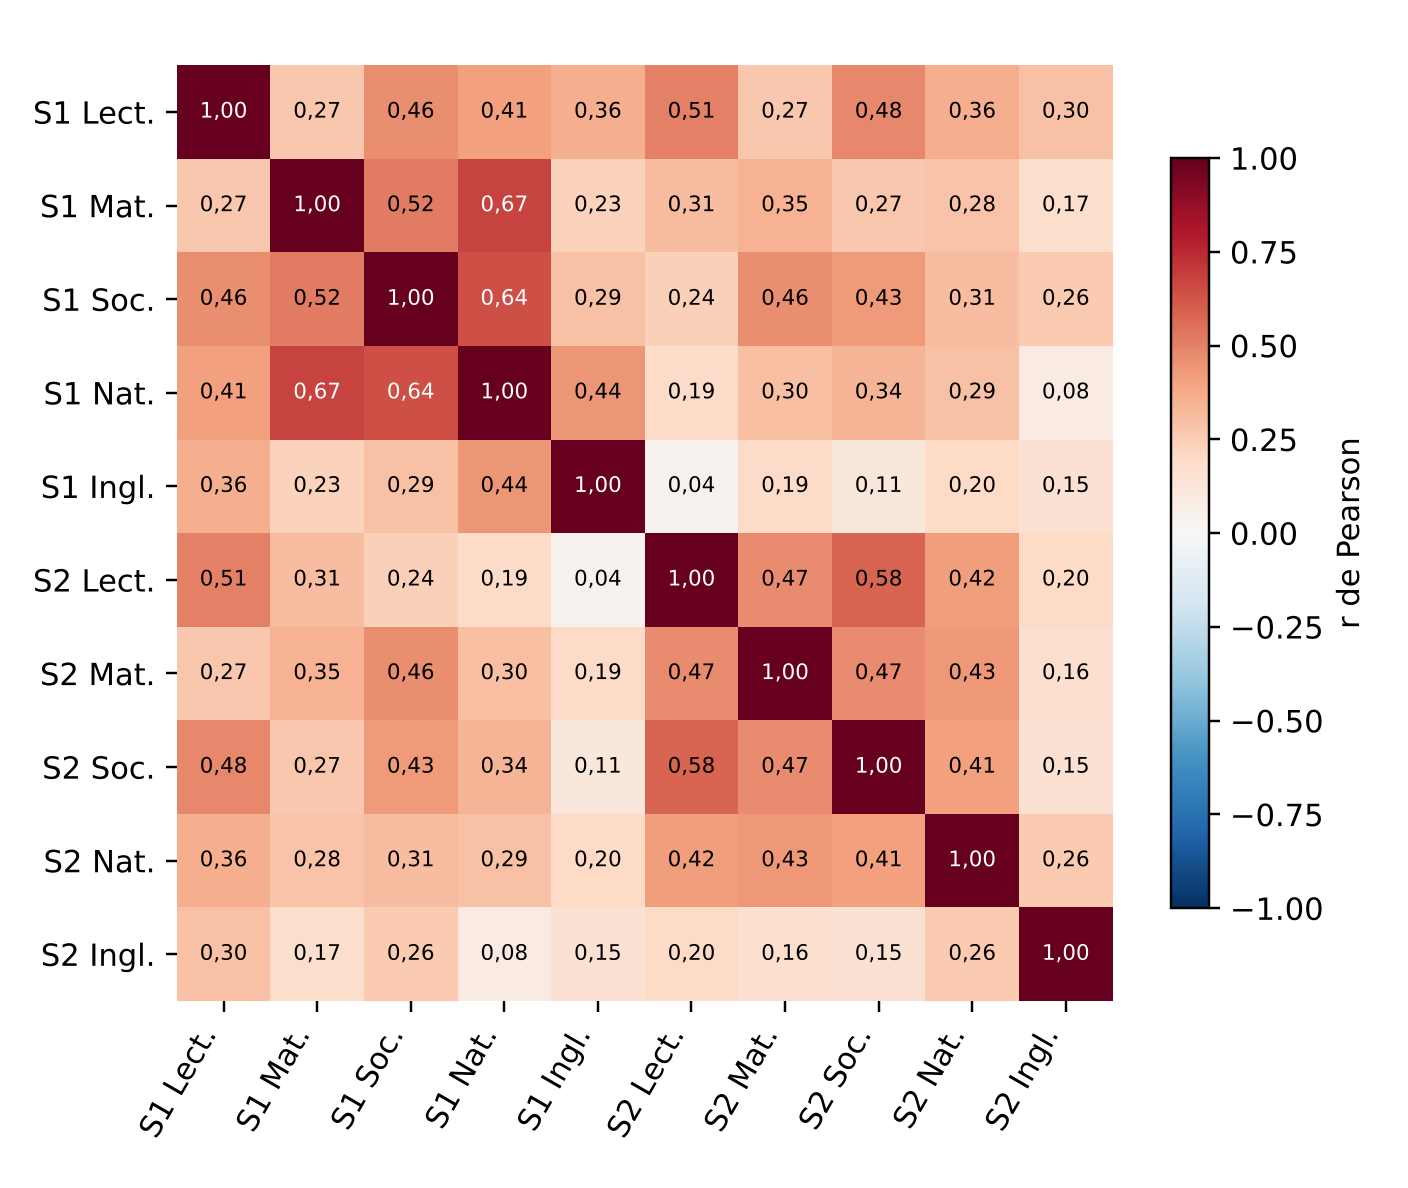 S1 Lect. 1,00 0,27 0,46 0,41 0,36 0,51 0,27 0,48 0,36 0,30
S1 Mat. 0,27 1,00 0,52 0,67 0,23 0,31 0,35 0,27 0,28 0,17
S1 Soc. 0,46 0,52 1,00 0,64 0,29 0,24 0,46 0,43 0,31 0,26
S1 Nat. 0,41 0,67 0,64 1,00 0,44 0,19 0,30 0,34 0,29 0,08
S1 Ingl. 0,36 0,23 0,29 0,44 1,00 0,04 0,19 0,11 0,20 0,15
S2 Lect. 0,51 0,31 0,24 0,19 0,04 1,00 0,47 0,58 0,42 0,20
S2 Mat. 0,27 0,35 0,46 0,30 0,19 0,47 1,00 0,47 0,43 0,16
S2 Soc. 0,48 0,27 0,43 0,34 0,11 0,58 0,47 1,00 0,41 0,15
S2 Nat. 0,36 0,28 0,31 0,29 0,20 0,42 0,43 0,41 1,00 0,26
S2 Ingl. 0,30 0,17 0,26 0,08 0,15 0,20 0,16 0,15 0,26 1,00
S1 Lect. S1 Mat. S1 Soc. S1 Nat. S1 Ingl. S2 Lect. S2 Mat. S2 Soc. S2 Nat. S2 Ingl.
1.00
0.75
0.50
0.25
0.00
−0.25
−0.50
−0.75
−1.00
r de Pearson